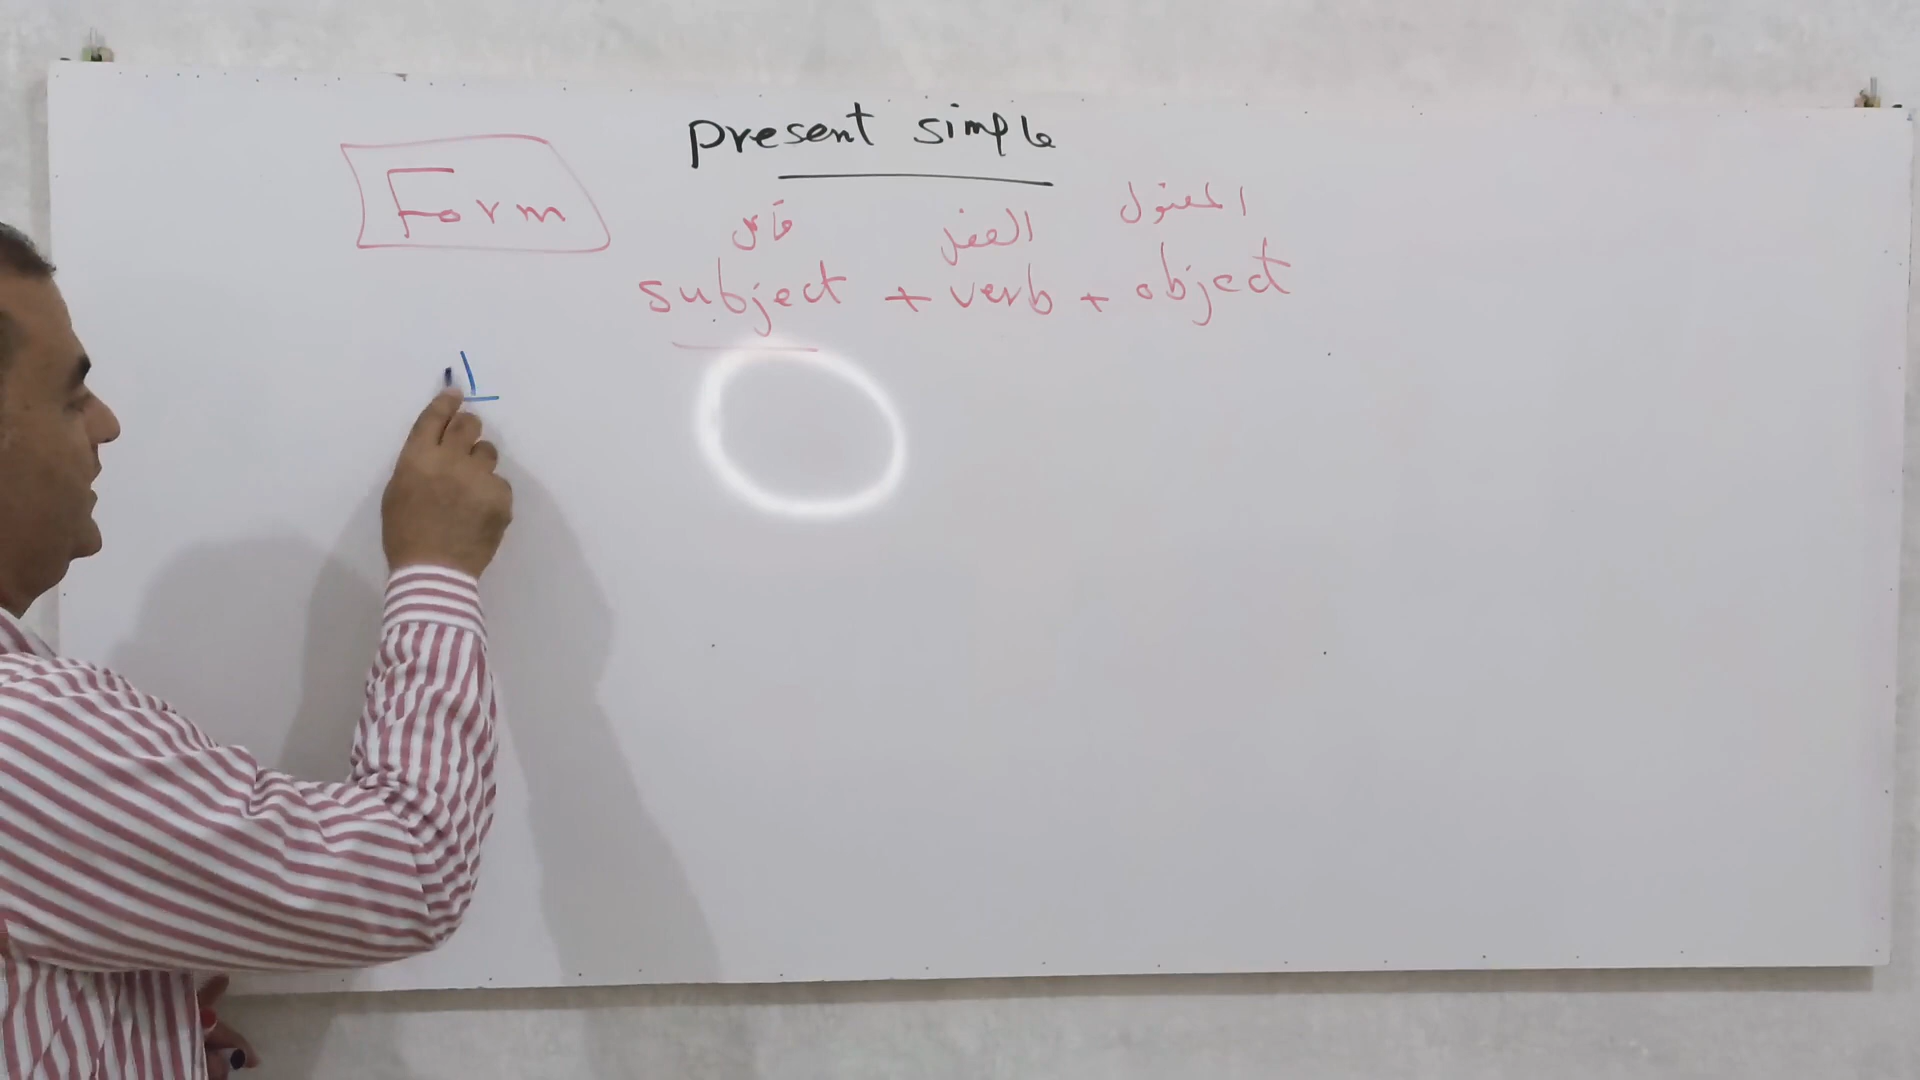 present simple
Form
فاعل الفعل المفعول
subject + verb + object